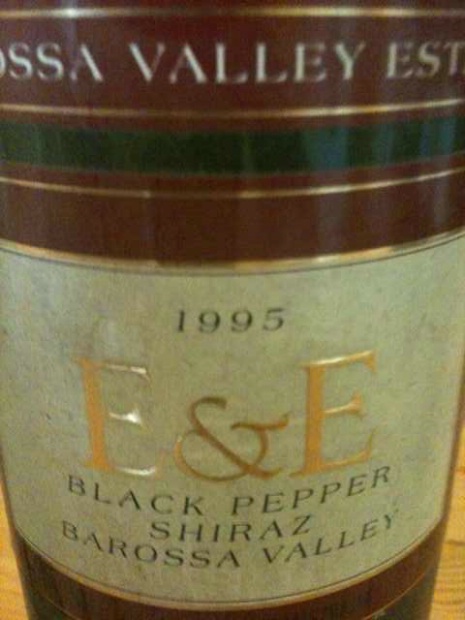 OSSA VALLEY EST
1995
E&E
BLACK PEPPER
SHIRAZ
BAROSSA VALLEY